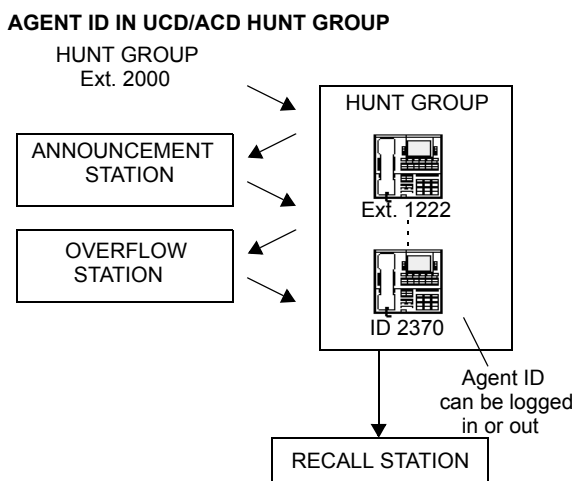 AGENT ID IN UCD/ACD HUNT GROUP
HUNT GROUP
Ext. 2000
HUNT GROUP
ANNOUNCEMENT
STATION
Ext. 1222
OVERFLOW
STATION
ID 2370
Agent ID
can be logged
in or out
RECALL STATION